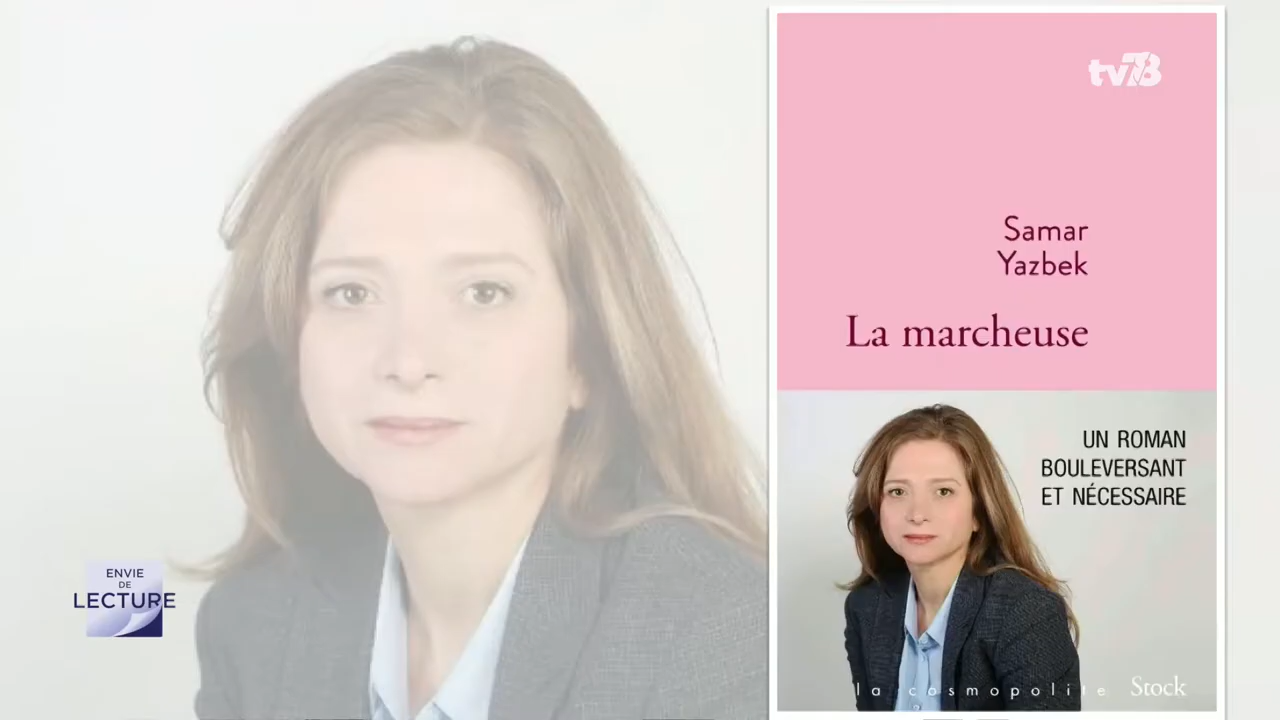 tv78
Samar
Yazbek
La marcheuse
UN ROMAN
BOULEVERSANT
ET NÉCESSAIRE
la cosmopolite Stock
ENVIE
DE
LECTURE